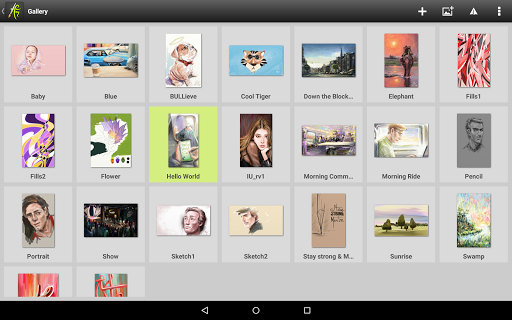 Gallery
Baby
Blue
BULLieve
Cool Tiger
Down the Block...
Elephant
Fills1
Fills2
Flower
Hello World
IU_rv1
Morning Comm...
Morning Ride
Pencil
Portrait
Show
Sketch1
Sketch2
Stay strong & M...
Sunrise
Swamp